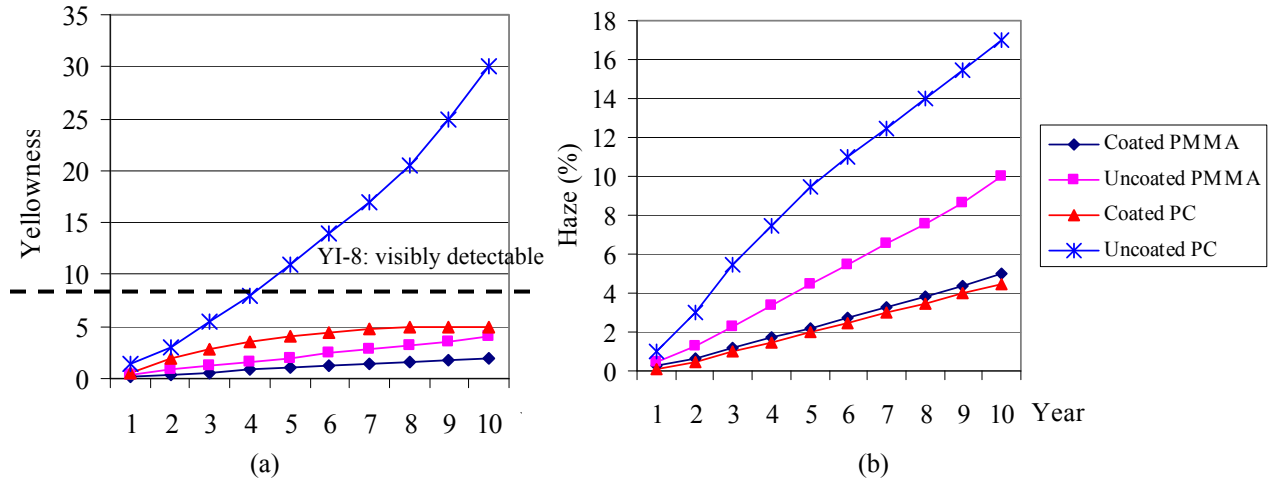 35
30
25
20
15
10
5
0
Yellowness
YI-8: visibly detectable
1 2 3 4 5 6 7 8 9 10
(a)
18
16
14
12
10
8
6
4
2
0
Haze (%)
1 2 3 4 5 6 7 8 9 10 Year
(b)
Coated PMMA
Uncoated PMMA
Coated PC
Uncoated PC